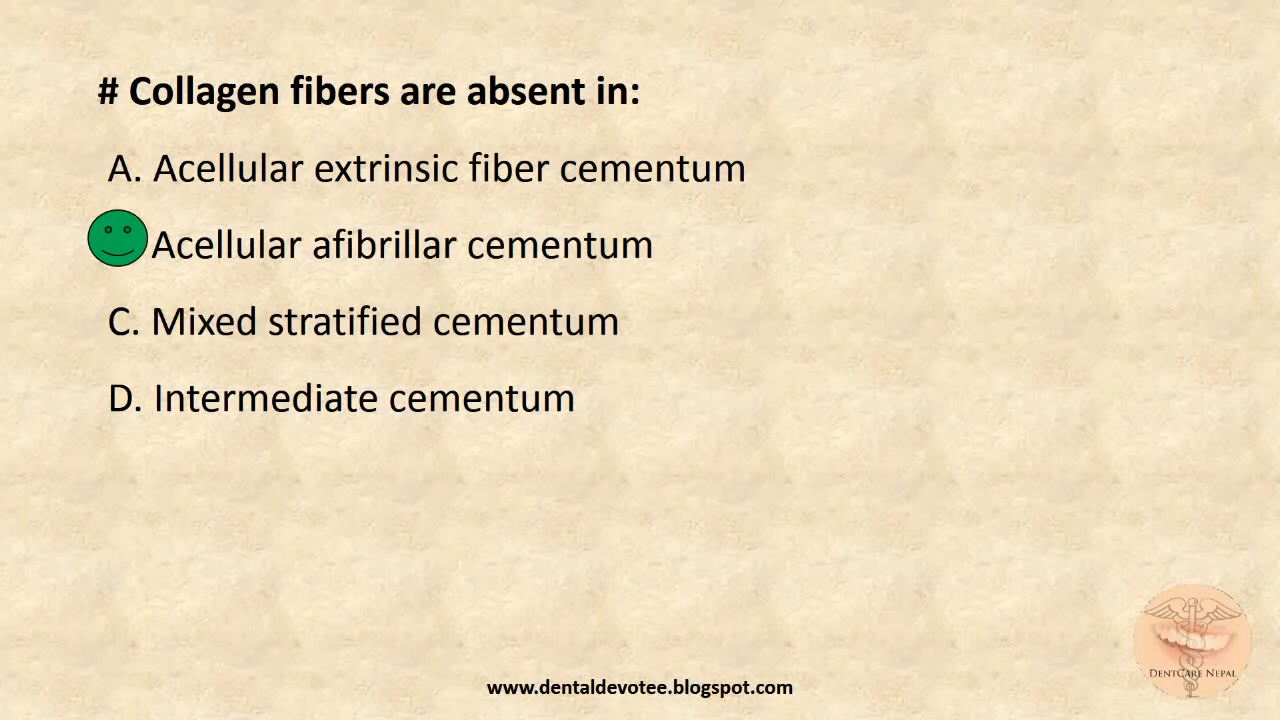 # Collagen fibers are absent in:
A. Acellular extrinsic fiber cementum
Acellular afibrillar cementum
C. Mixed stratified cementum
D. Intermediate cementum
DENTCARE NEPAL
www.dentaldevotee.blogspot.com